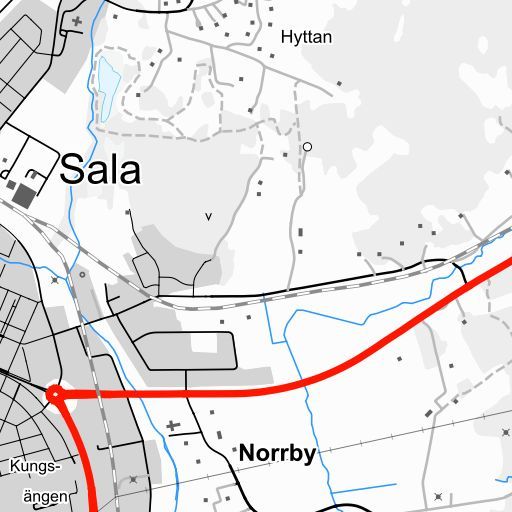 Hyttan
Sala
Norrby
Kungs-
ängen